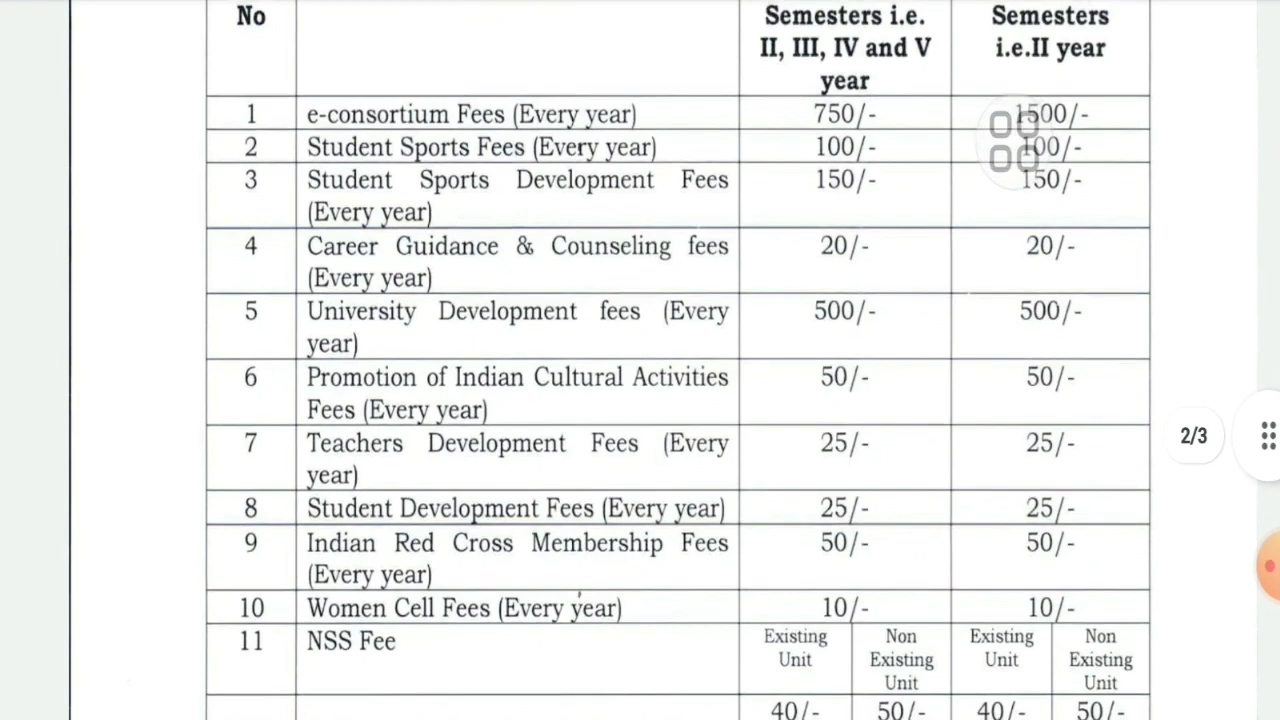 No Semesters i.e. Semesters
II, III, IV and V i.e.II year
year
1 e-consortium Fees (Every year) 750/- 1500/-
2 Student Sports Fees (Every year) 100/- 100/-
3 Student Sports Development Fees 150/- 150/-
(Every year)
4 Career Guidance & Counseling fees 20/- 20/-
(Every year)
5 University Development fees (Every 500/- 500/-
year)
6 Promotion of Indian Cultural Activities 50/- 50/-
Fees (Every year)
7 Teachers Development Fees (Every 25/- 25/-
year)
8 Student Development Fees (Every year) 25/- 25/-
9 Indian Red Cross Membership Fees 50/- 50/-
(Every year)
10 Women Cell Fees (Every year) 10/- 10/-
11 NSS Fee Existing Non Existing Non
Unit Existing Unit Existing
Unit Unit
40/- 50/- 40/- 50/-
2/3